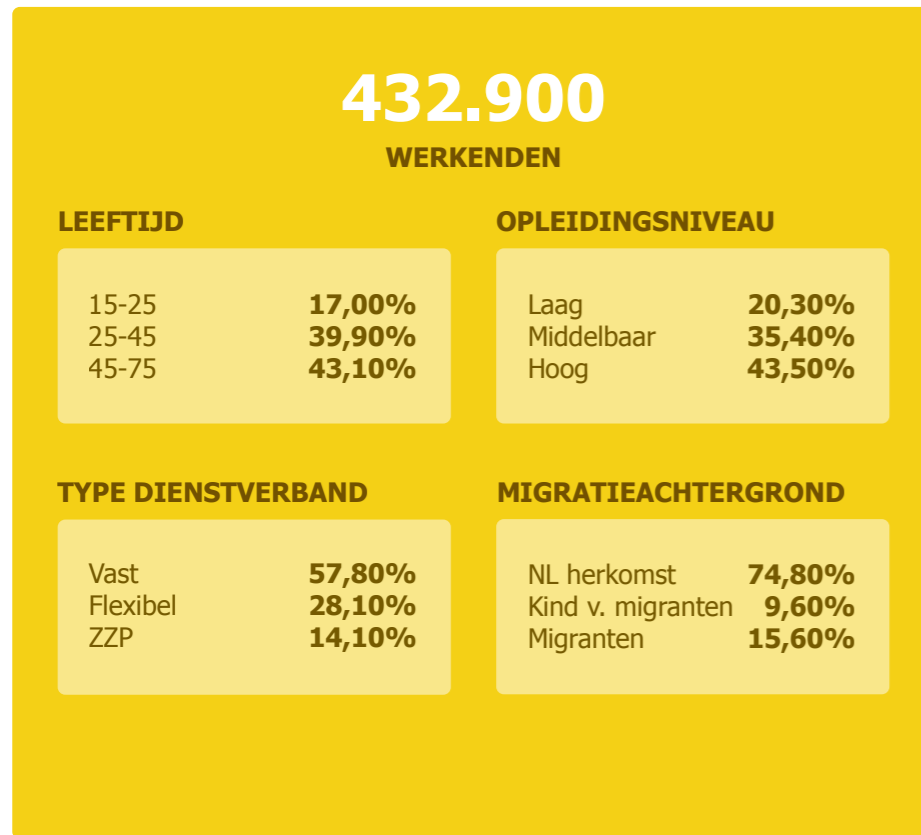 432.900
WERKENDEN
LEEFTIJD
15-25 17,00%
25-45 39,90%
45-75 43,10%
OPLEIDINGSNIVEAU
Laag 20,30%
Middelbaar 35,40%
Hoog 43,50%
TYPE DIENSTVERBAND
Vast 57,80%
Flexibel 28,10%
ZZP 14,10%
MIGRATIEACHTERGROND
NL herkomst 74,80%
Kind v. migranten 9,60%
Migranten 15,60%